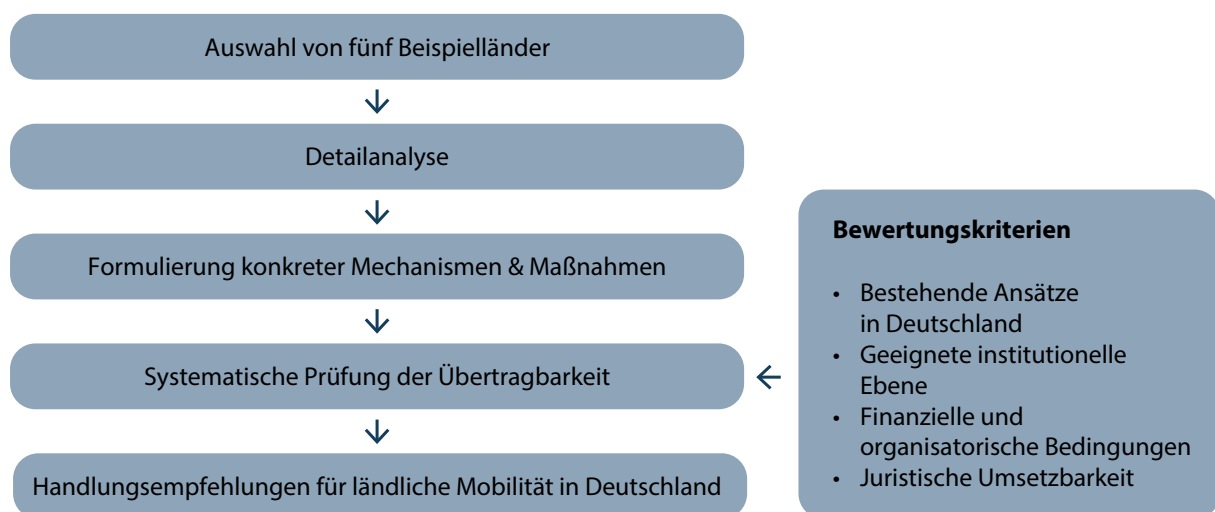 Auswahl von fünf Beispielländer
Detailanalyse
Formulierung konkreter Mechanismen & Maßnahmen
Systematische Prüfung der Übertragbarkeit
Handlungsempfehlungen für ländliche Mobilität in Deutschland
Bewertungskriterien
• Bestehende Ansätze
in Deutschland
• Geeignete institutionelle
Ebene
• Finanzielle und
organisatorische Bedingungen
• Juristische Umsetzbarkeit